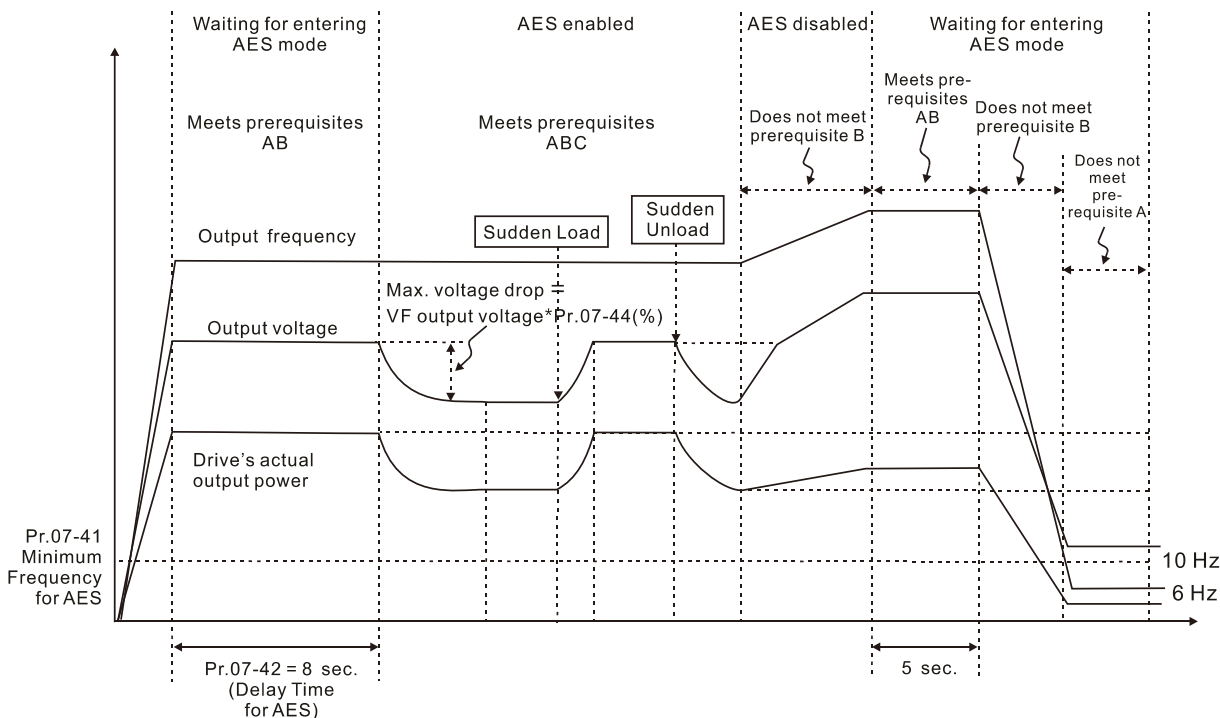 Waiting for entering
AES mode
AES enabled
AES disabled
Waiting for entering
AES mode
Meets prerequisites
AB
Meets prerequisites
ABC
Does not meet
prerequisite B
Meets pre-
requisites
AB
Does not meet
prerequisite B
Does not
meet
pre-
requisite A
Output frequency
Sudden Load
Sudden
Unload
Max. voltage drop ≑
VF output voltage*Pr.07-44(%)
Output voltage
Drive's actual
output power
Pr.07-41
Minimum
Frequency
for AES
10 Hz
6 Hz
Pr.07-42 = 8 sec.
(Delay Time
for AES)
5 sec.